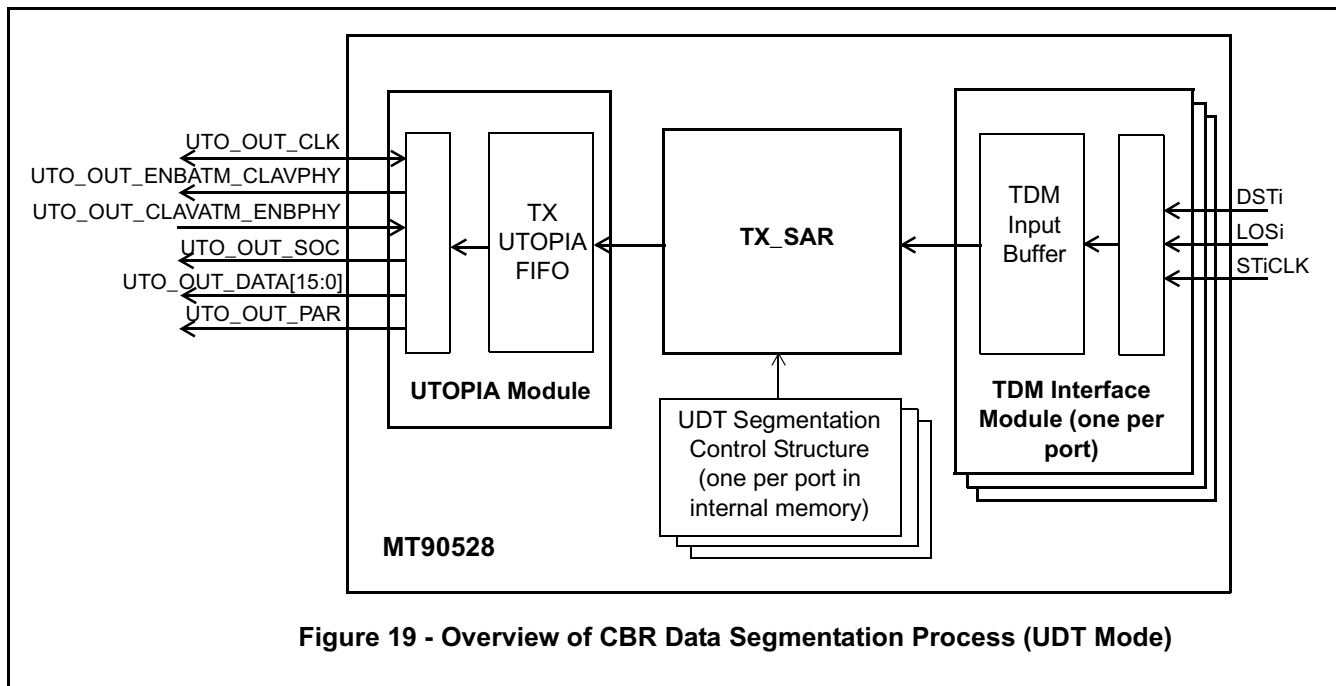 UTO_OUT_CLK
UTO_OUT_ENBATM_CLAVPHY
UTO_OUT_CLAVATM_ENBPHY
UTO_OUT_SOC
UTO_OUT_DATA[15:0]
UTO_OUT_PAR
TX
UTOPIA
FIFO
UTOPIA Module
TX_SAR
UDT Segmentation
Control Structure
(one per port in
internal memory)
TDM
Input
Buffer
TDM Interface
Module (one per
port)
DSTi
LOSi
STiCLK
MT90528
Figure 19 - Overview of CBR Data Segmentation Process (UDT Mode)